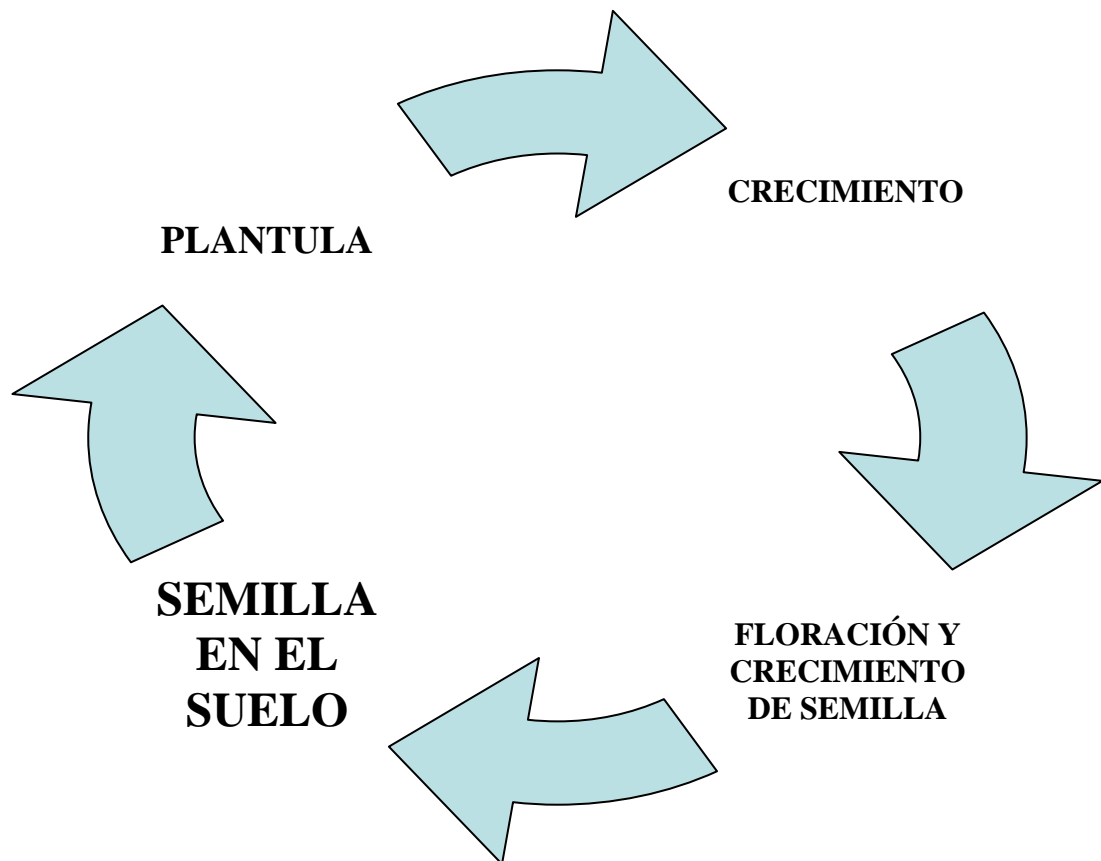 CRECIMIENTO
PLANTULA
SEMILLA
EN EL
SUELO
FLORACIÓN Y
CRECIMIENTO
DE SEMILLA